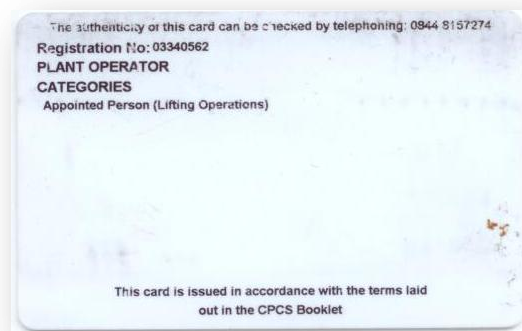 The authenticity of this card can be checked by telephoning: 0844 8157274
Registration No: 03340562
PLANT OPERATOR
CATEGORIES
Appointed Person (Lifting Operations)
This card is issued in accordance with the terms laid
out in the CPCS Booklet